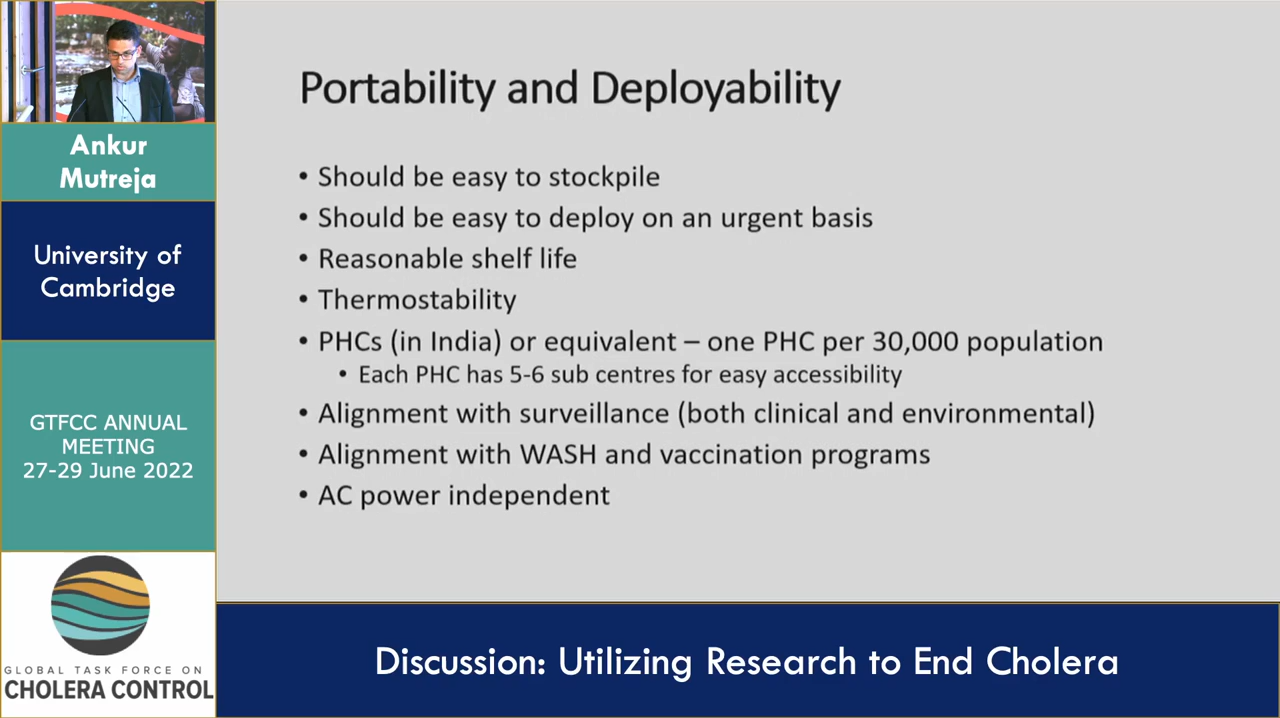 Ankur
Mutreja
University of
Cambridge
GTFCC ANNUAL
MEETING
27-29 June 2022
GLOBAL TASK FORCE ON
CHOLERA CONTROL
Portability and Deployability
• Should be easy to stockpile
• Should be easy to deploy on an urgent basis
• Reasonable shelf life
• Thermostability
• PHCs (in India) or equivalent – one PHC per 30,000 population
• Each PHC has 5-6 sub centres for easy accessibility
• Alignment with surveillance (both clinical and environmental)
• Alignment with WASH and vaccination programs
• AC power independent
Discussion: Utilizing Research to End Cholera